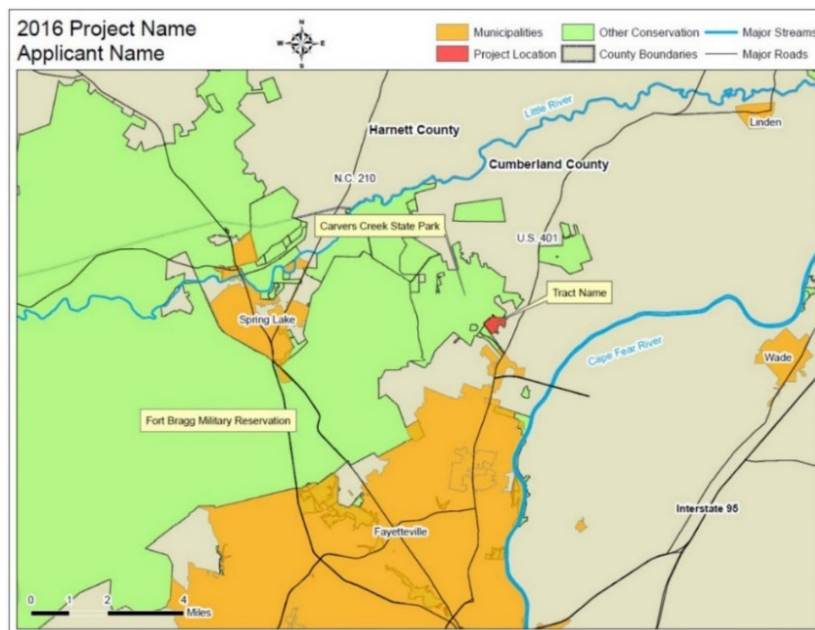 2016 Project Name
Applicant Name
N
W
E
S
Municipalities
Other Conservation
Major Streams
Project Location
County Boundaries
Major Roads
Little River
Linden
Harnett County
Cumberland County
N.C. 210
Carvers Creek State Park
U.S. 401
Tract Name
Spring Lake
Cape Fear River
Wade
Fort Bragg Military Reservation
Interstate 95
Fayetteville
0 1 2 4
Miles